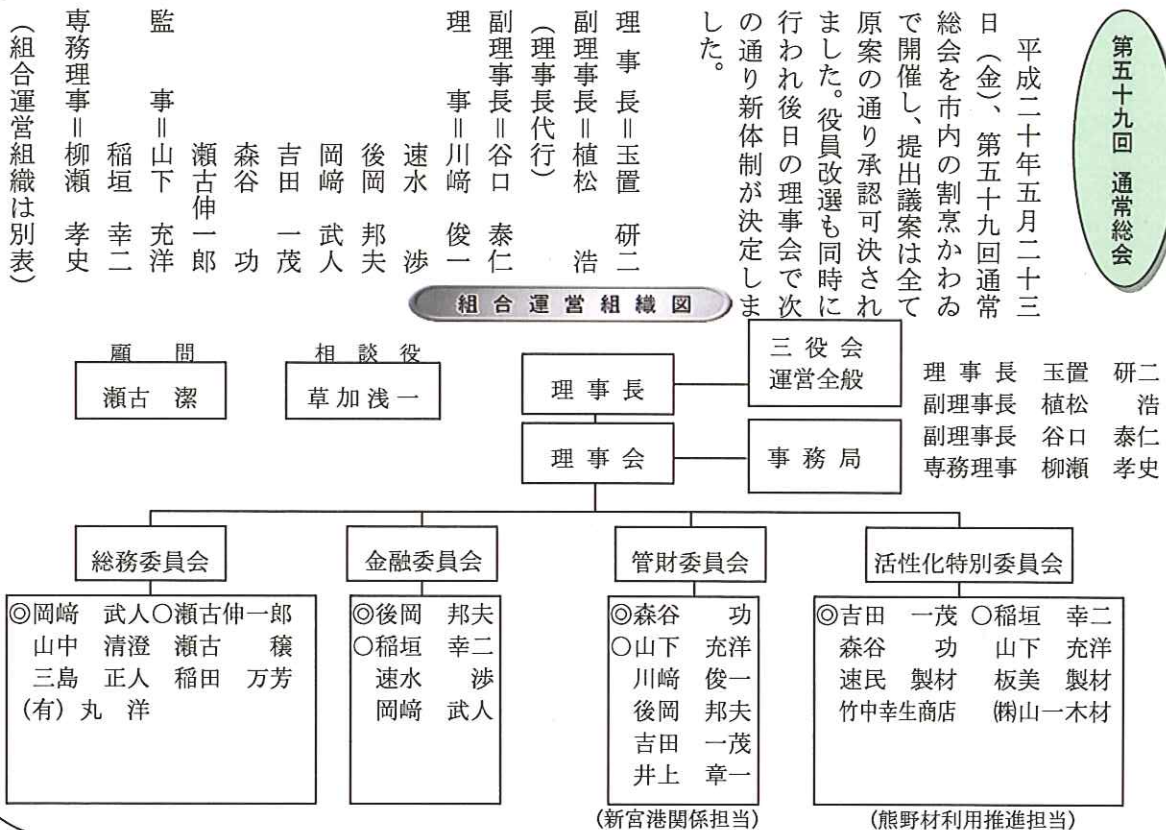 第五十九回 通常総会
平成二十年五月二十三
日(金)、第五十九回通常
総会を市内の割烹かわゐ
で開催し、提出議案は全て
原案の通り承認可決され
ました。役員改選も同時に
行われ後日の理事会で次
の通り新体制が決定しま
した。
理事長=玉置 研二
副理事長=植松 浩
(理事長代行)
副理事長=谷口 泰仁
理事=川﨑 俊一
速水 渉
後岡 邦夫
岡﨑 武人
吉田 一茂
森谷 功
瀬古伸一郎
稲垣 幸二
監事=山下 充洋
専務理事=柳瀬 孝史
(組合運営組織は別表)
組合運営組織図
顧問
瀬古 潔
相談役
草加浅一
理事長
三役会
運営全般
理事会
事務局
理事長 玉置 研二
副理事長 植松 浩
副理事長 谷口 泰仁
専務理事 柳瀬 孝史
総務委員会
◎岡﨑 武人○瀬古伸一郎
山中 清澄 瀬古 穣
三島 正人 稲田 万芳
(有)丸 洋
金融委員会
◎後岡 邦夫
○稲垣 幸二
速水 渉
岡﨑 武人
管財委員会
◎森谷 功
○山下 充洋
川﨑 俊一
後岡 邦夫
吉田 一茂
井上 章一
(新宮港関係担当)
活性化特別委員会
◎吉田 一茂 ○稲垣 幸二
森谷 功 山下 充洋
速民 製材 板美 製材
竹中幸生商店 ㈱山一木材
(熊野材利用推進担当)